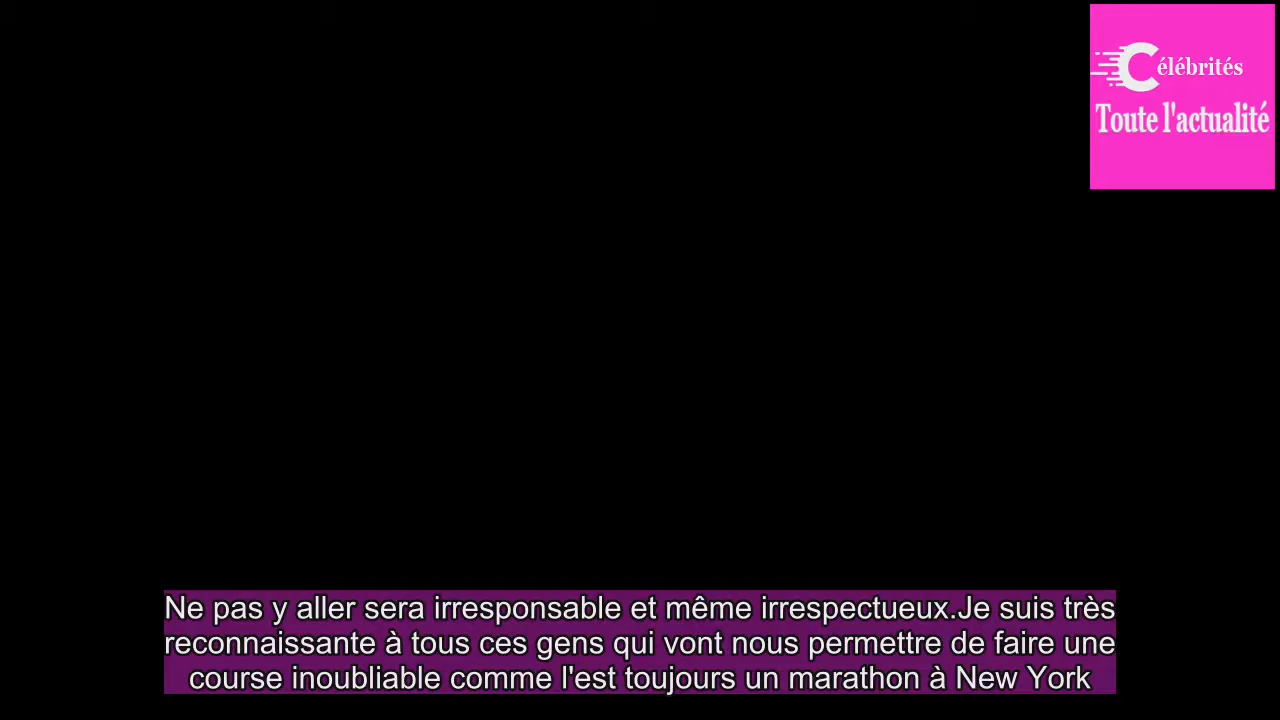 Célébrités
Toute l'actualité
Ne pas y aller sera irresponsable et même irrespectueux.Je suis très
reconnaissante à tous ces gens qui vont nous permettre de faire une
course inoubliable comme l'est toujours un marathon à New York